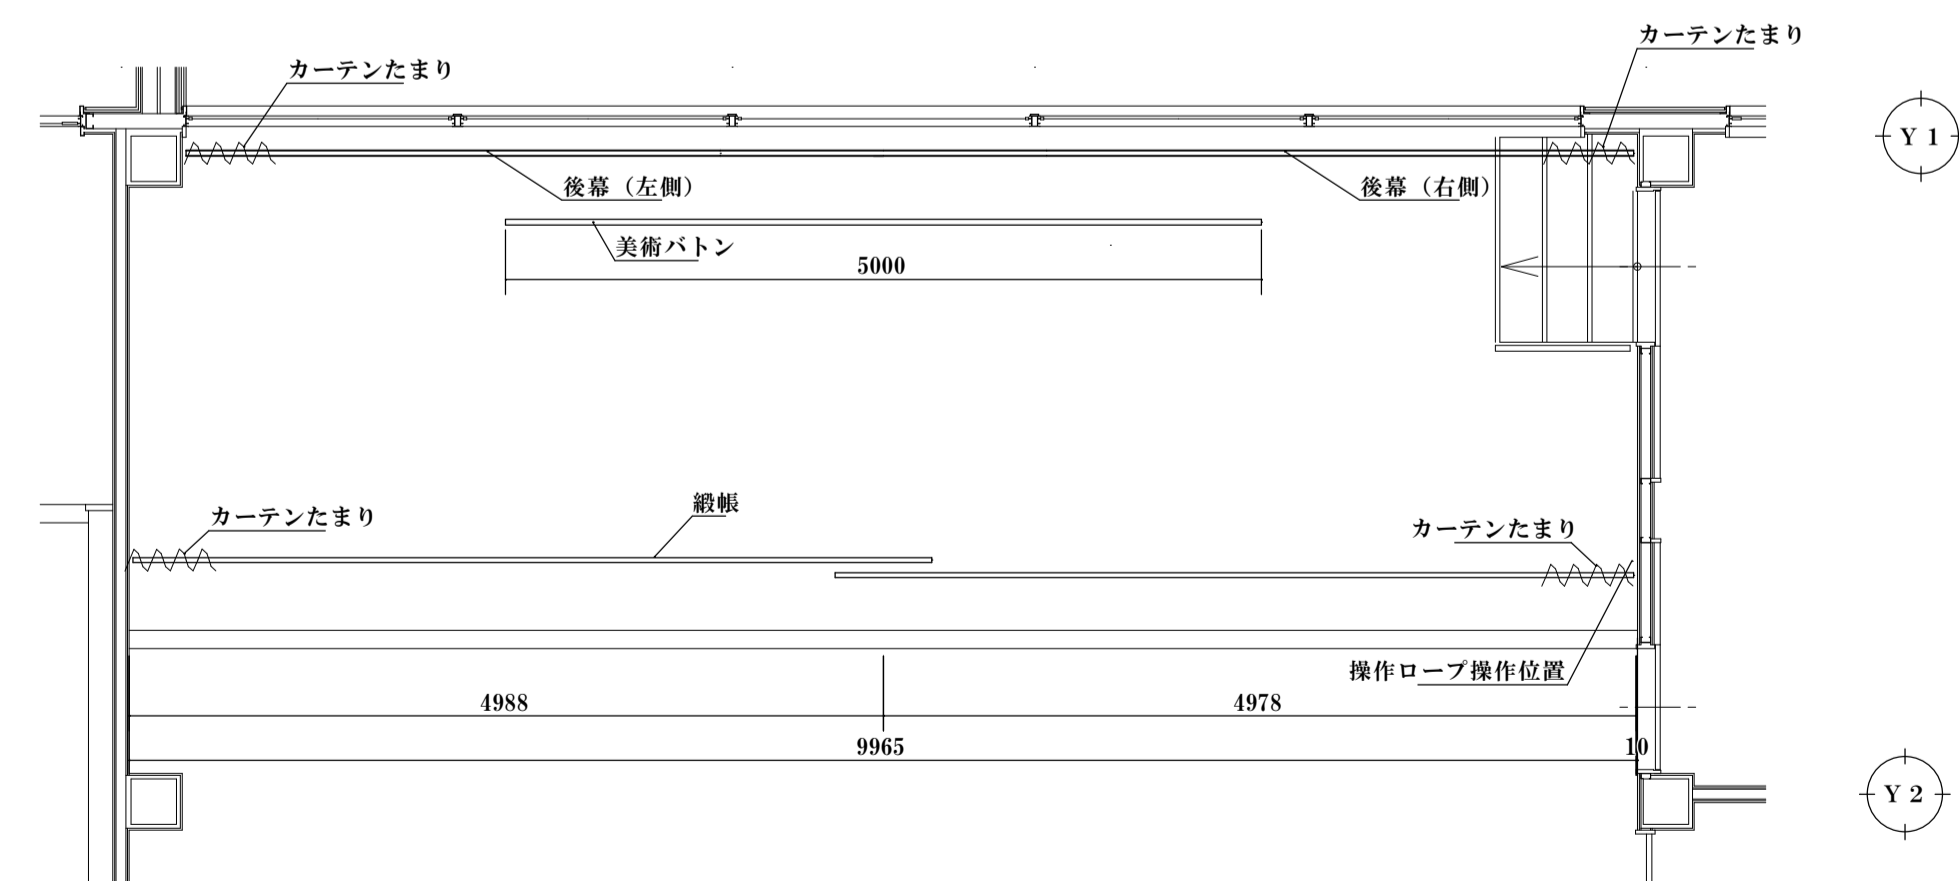 カーテンたまり
カーテンたまり
Y1
後幕（左側）
後幕（右側）
美術バトン
5000
緞帳
カーテンたまり
カーテンたまり
操作ロープ操作位置
4988
4978
9965
10
Y2